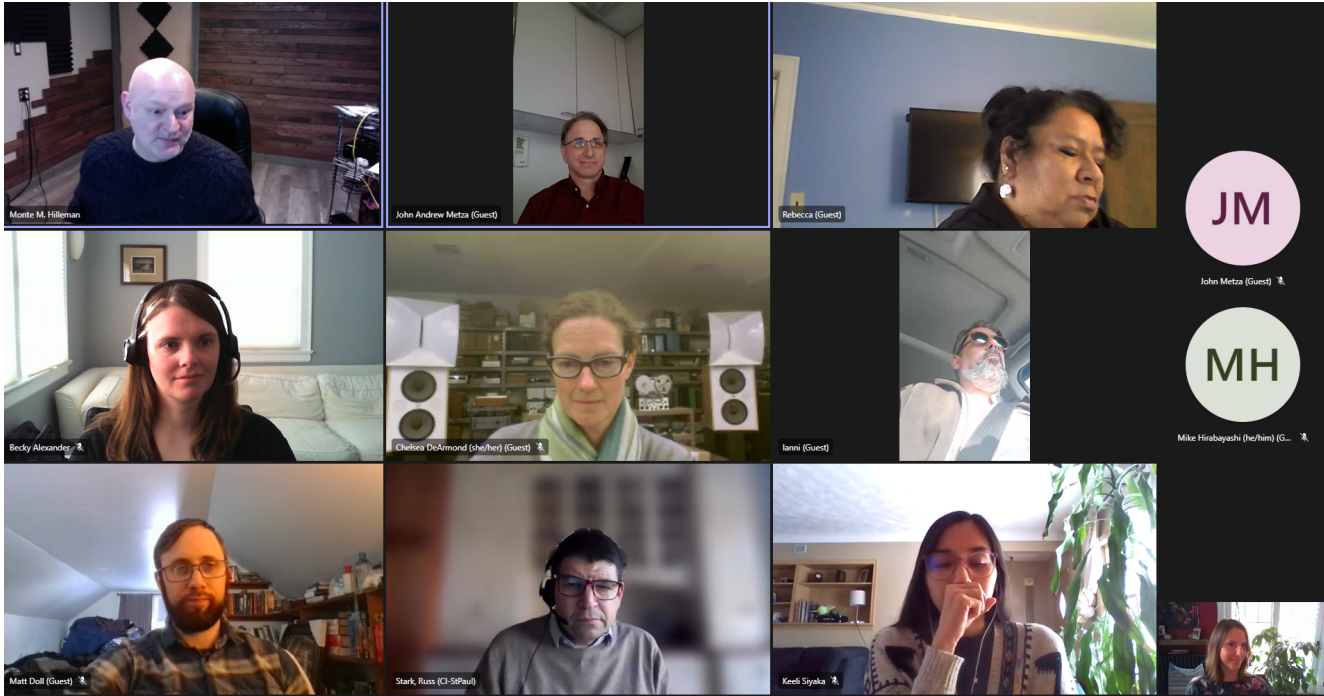 Monte M. Hilleman
John Andrew Metza (Guest)
Rebecca (Guest)
JM
John Metza (Guest)
Becky Alexander
Chelsea DeArmond (she/her) (Guest)
Ianni (Guest)
MH
Mike Hirabayashi (he/him) (G...
Matt Doll (Guest)
Stark, Russ (CI-StPaul)
Keeli Siyaka